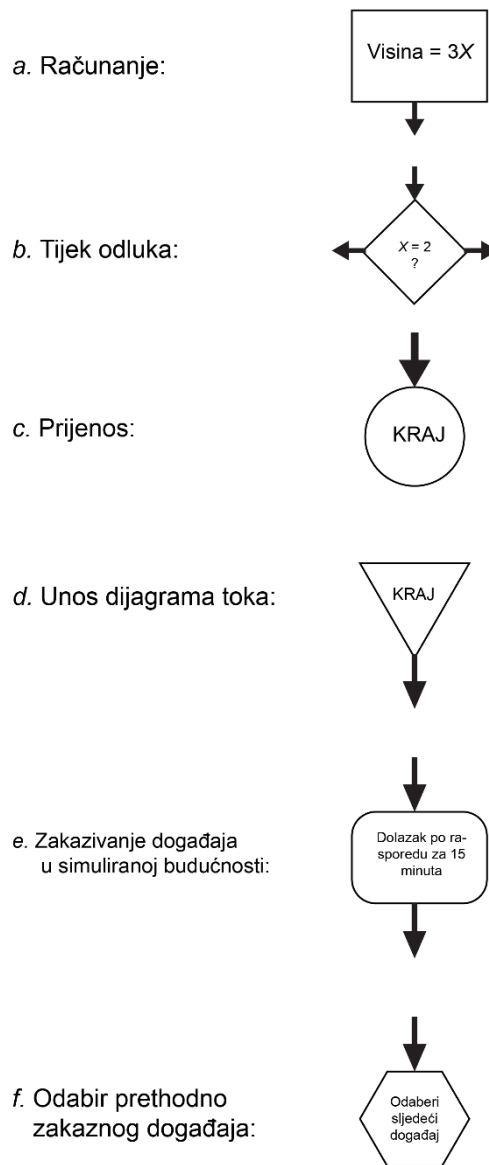 a. Računanje:
Visina = 3X
b. Tijek odluka:
X = 2
?
c. Prijenos:
KRAJ
d. Unos dijagrama toka:
KRAJ
e. Zakazivanje događaja
u simuliranoj budućnosti:
Dolazak po ra-
sporedu za 15
minuta
f. Odabir prethodno
zakaznog događaja:
Odaberi
sljedeći
događaj